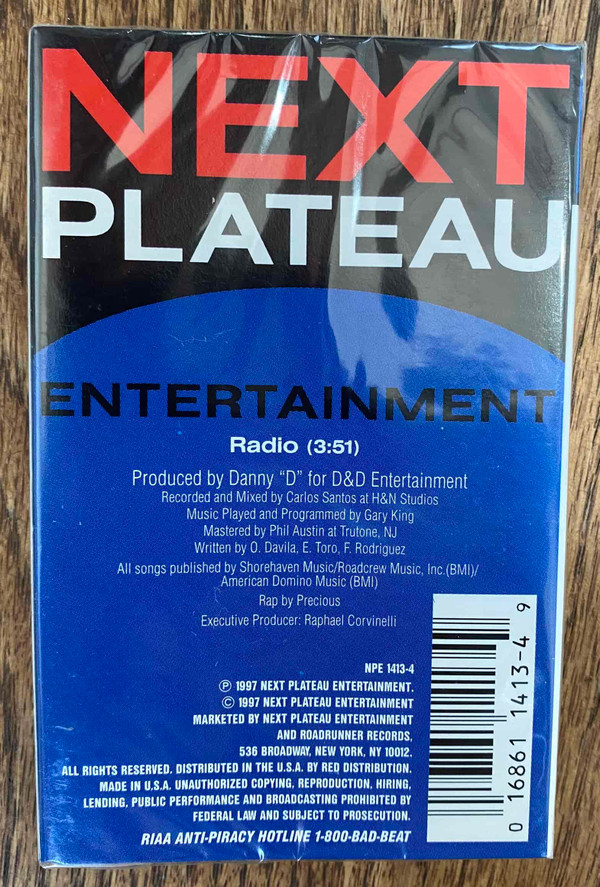 NEXT
PLATEAU
ENTERTAINMENT
Radio (3:51)
Produced by Danny "D" for D&D Entertainment
Recorded and Mixed by Carlos Santos at H&N Studios
Music Played and Programmed by Gary King
Mastered by Phil Austin at Trutone, NJ
Written by O. Davila, E. Toro, F. Rodriguez
All songs published by Shorehaven Music/Roadcrew Music, Inc.(BMI)/
American Domino Music (BMI)
Rap by Precious
Executive Producer: Raphael Corvinelli
NPE 1413-4
℗ 1997 NEXT PLATEAU ENTERTAINMENT.
© 1997 NEXT PLATEAU ENTERTAINMENT
MARKETED BY NEXT PLATEAU ENTERTAINMENT
AND ROADRUNNER RECORDS.
536 BROADWAY, NEW YORK, NY 10012.
ALL RIGHTS RESERVED. DISTRIBUTED IN THE U.S.A. BY RED DISTRIBUTION.
MADE IN U.S.A. UNAUTHORIZED COPYING, REPRODUCTION, HIRING,
LENDING, PUBLIC PERFORMANCE AND BROADCASTING PROHIBITED BY
FEDERAL LAW AND SUBJECT TO PROSECUTION.
RIAA ANTI-PIRACY HOTLINE 1-800-BAD-BEAT
0 16861 1413-4 9